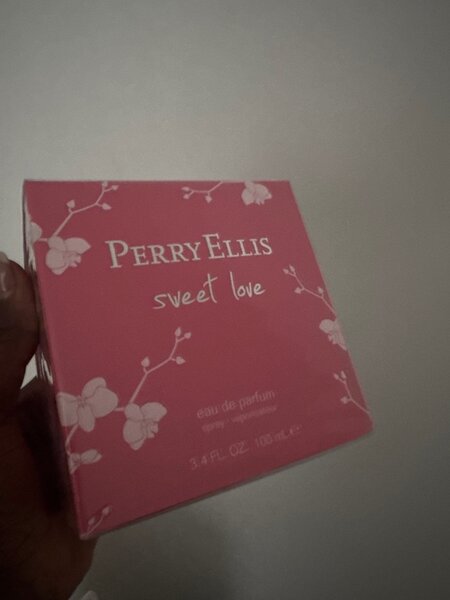 PERRY ELLIS
sweet love
eau de parfum
spray · vaporisateur
3.4 FL. OZ. 100 mL ℮